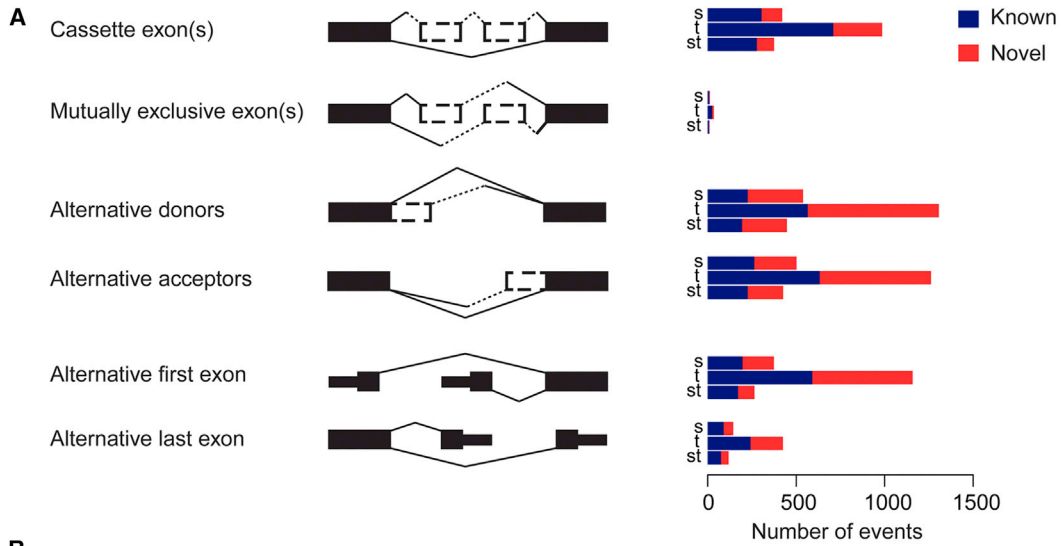 A
Cassette exon(s)
s
t
st
Known
Novel
Mutually exclusive exon(s)
s
t
st
Alternative donors
s
t
st
Alternative acceptors
s
t
st
Alternative first exon
s
t
st
Alternative last exon
s
t
st
0 500 1000 1500
Number of events